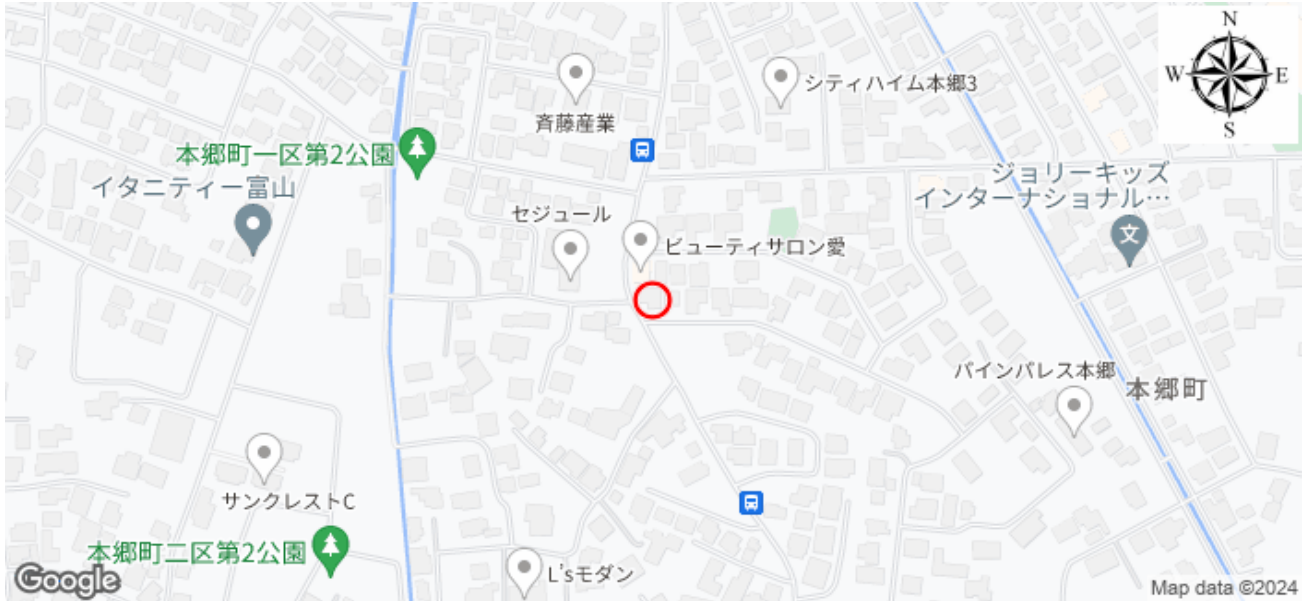 N
W
E
S
シティハイム本郷3
斉藤産業
本郷町一区第2公園
イタニティー富山
ジョリーキッズ
インターナショナル…
文
セジュール
ビューティサロン愛
パインパレス本郷
本郷町
サンクレストC
本郷町二区第2公園
L'sモダン
Google
Map data ©2024